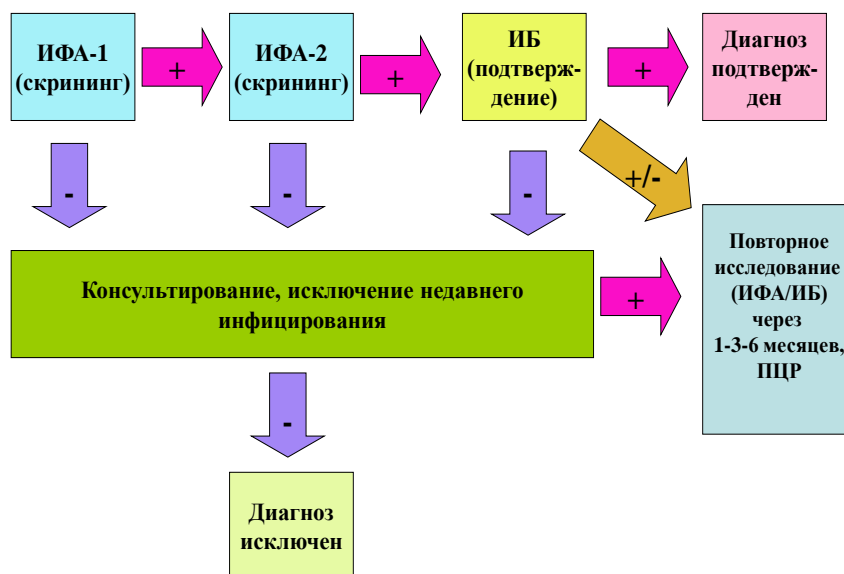 ИФА-1
(скрининг)
+
ИФА-2
(скрининг)
+
ИБ
(подтверж-
дение)
+
Диагноз
подтверж-
ден
-
-
-
+/-
Консультирование, исключение недавнего
инфицирования
+
Повторное
исследование
(ИФА/ИБ)
через
1-3-6 месяцев,
ПЦР
-
Диагноз
исключен